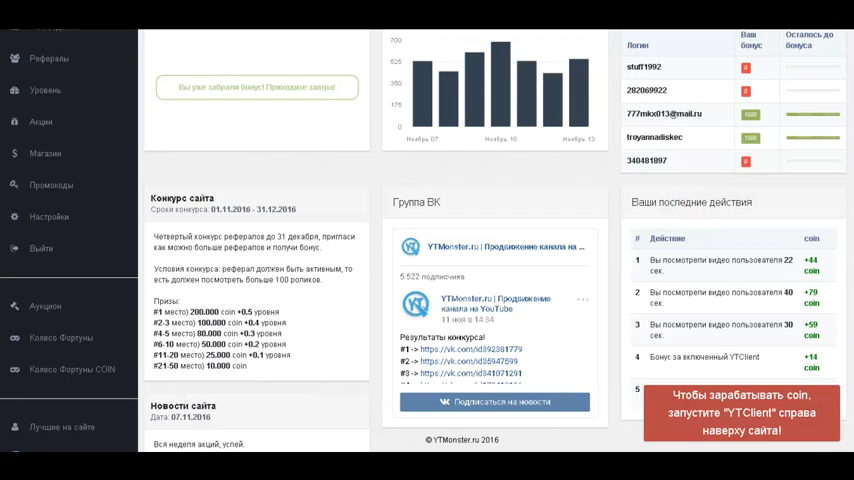 Рефералы
Уровень
Акции
Магазин
Промокоды
Настройки
Выйти
Аукцион
Колесо Фортуны
Колесо Фортуны COIN
Лучшие на сайте
Вы уже забрали бонус! Приходите завтра!
Конкурс сайта
Сроки конкурса: 01.11.2016 - 31.12.2016
Четвертый конкурс рефералов до 31 декабря, пригласи
как можно больше рефералов и получи бонус.
Условия конкурса: реферал должен быть активным, то
есть должен посмотреть больше 100 роликов.
Призы:
#1 место) 200.000 coin +0.5 уровня
#2-3 место) 100.000 coin +0.4 уровня
#4-5 место) 80.000 coin +0.3 уровня
#6-10 место) 50.000 coin +0.2 уровня
#11-20 место) 25.000 coin +0.1 уровня
#21-50 место) 10.000 coin
Новости сайта
Дата: 07.11.2016
Вся неделя акций, успей.
700
525
350
175
0
Ноябрь 07
Ноябрь 10
Ноябрь 13
Группа ВК
YTMonster.ru | Продвижение канала на ...
5 522 подписчика
YTMonster.ru | Продвижение
канала на YouTube
11 ноя в 14:34
Результаты конкурса!
#1 -> https://vk.com/id392381779
#2 -> https://vk.com/id35947599
#3 -> https://vk.com/id341071291
Подписаться на новости
© YTMonster.ru 2016
Логин
Ваш бонус
Осталось до бонуса
stuff1992 0
282069922 0
777mkx013@mail.ru 1000
troyannadiskec 1000
340481897 0
Ваши последние действия
# Действие coin
1 Вы посмотрели видео пользователя 22 сек. +44 coin
2 Вы посмотрели видео пользователя 40 сек. +79 coin
3 Вы посмотрели видео пользователя 30 сек. +59 coin
4 Бонус за включенный YTClient +14 coin
5
Чтобы зарабатывать coin,
запустите "YTClient" справа
наверху сайта!